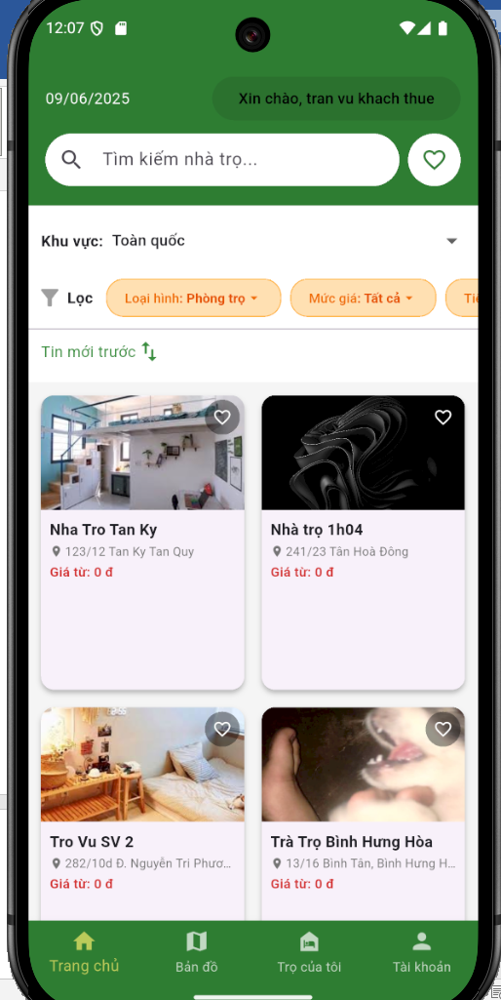 12:07
09/06/2025
Xin chào, tran vu khach thue
Tìm kiếm nhà trọ...
Khu vực: Toàn quốc
Lọc
Loại hình: Phòng trọ
Mức giá: Tất cả
Tin mới trước
Nha Tro Tan Ky
123/12 Tan Ky Tan Quy
Giá từ: 0 đ
Nhà trọ 1h04
241/23 Tân Hoà Đông
Giá từ: 0 đ
Tro Vu SV 2
282/10d Đ. Nguyễn Tri Phươ...
Giá từ: 0 đ
Trà Trọ Bình Hưng Hòa
13/16 Bình Tân, Bình Hưng H...
Giá từ: 0 đ
Trang chủ
Bản đồ
Trọ của tôi
Tài khoản